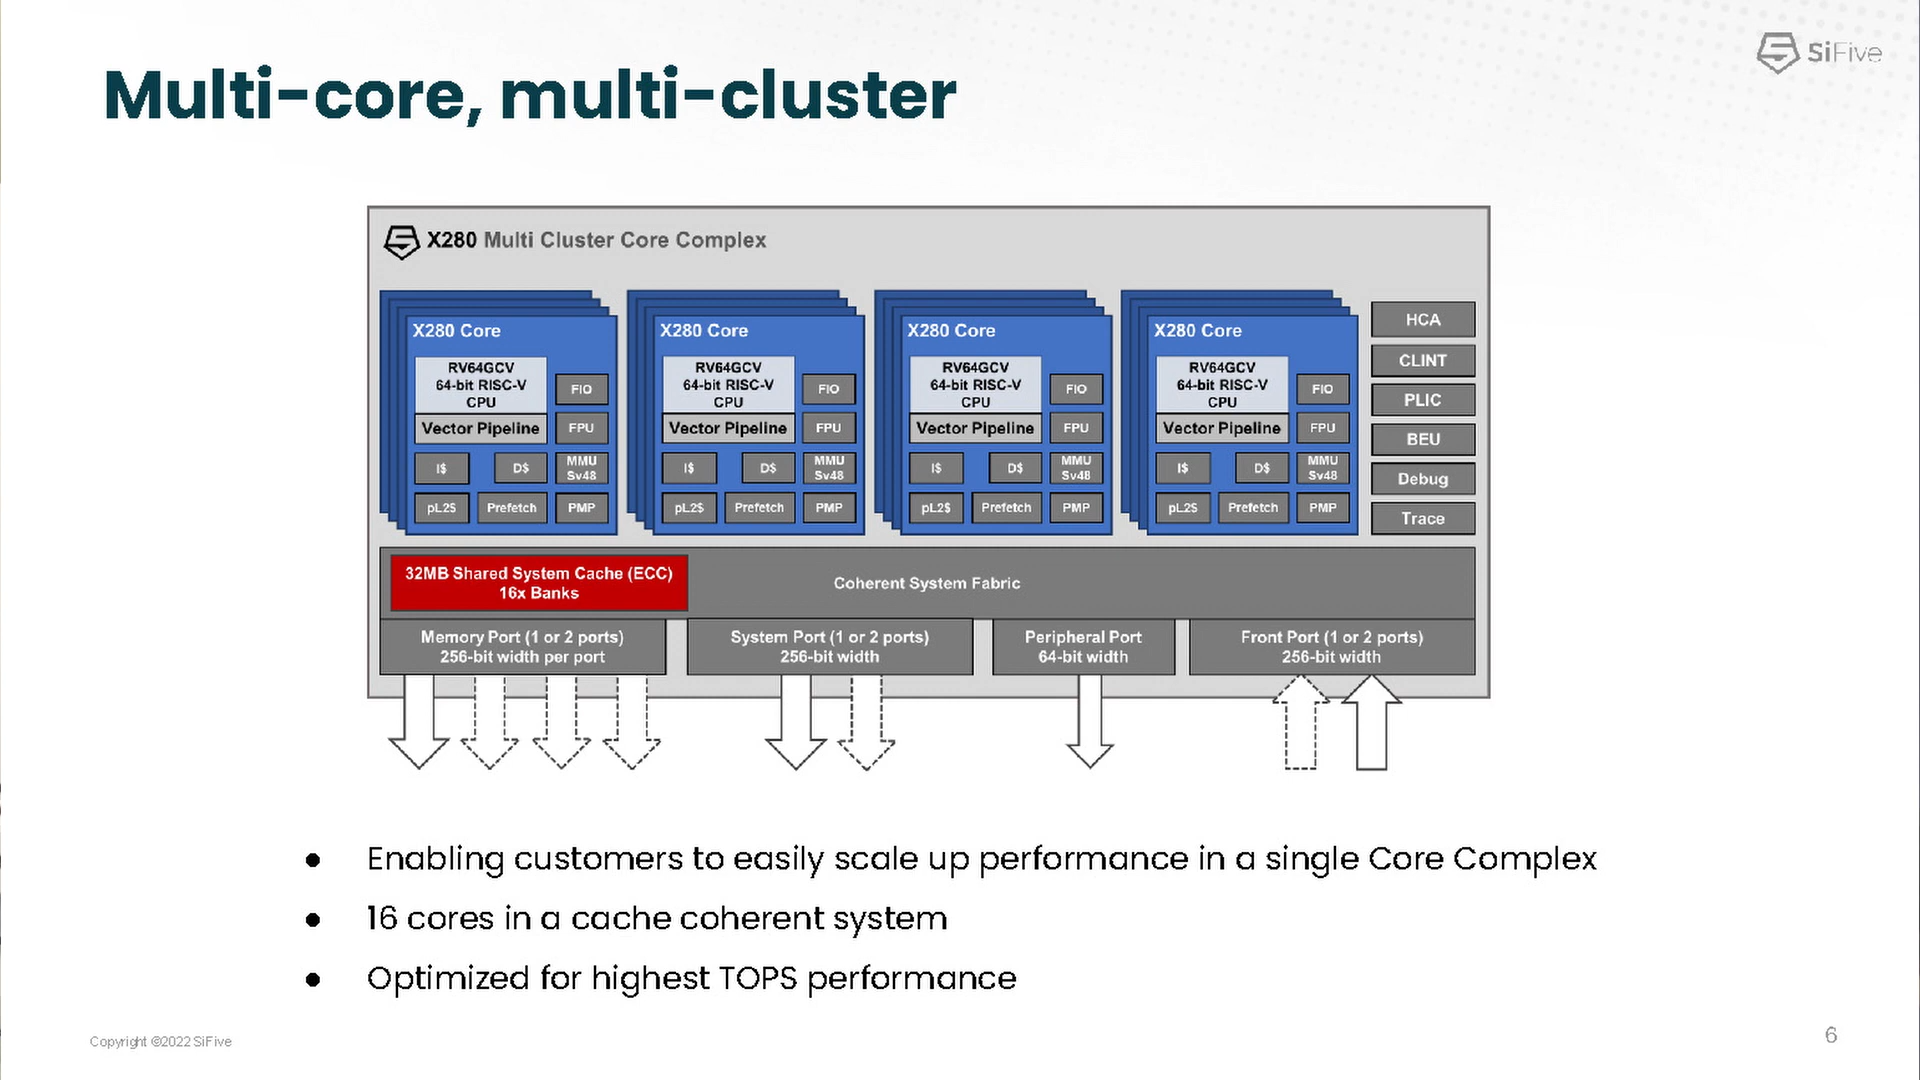 SiFive
Multi-core, multi-cluster
X280 Multi Cluster Core Complex
X280 Core
RV64GCV
64-bit RISC-V
CPU
Vector Pipeline
FIO
FPU
I$
D$
MMU
Sv48
pL2$
Prefetch
PMP
X280 Core
RV64GCV
64-bit RISC-V
CPU
Vector Pipeline
FIO
FPU
I$
D$
MMU
Sv48
pL2$
Prefetch
PMP
X280 Core
RV64GCV
64-bit RISC-V
CPU
Vector Pipeline
FIO
FPU
I$
D$
MMU
Sv48
pL2$
Prefetch
PMP
X280 Core
RV64GCV
64-bit RISC-V
CPU
Vector Pipeline
FIO
FPU
I$
D$
MMU
Sv48
pL2$
Prefetch
PMP
HCA
CLINT
PLIC
BEU
Debug
Trace
32MB Shared System Cache (ECC)
16x Banks
Coherent System Fabric
Memory Port (1 or 2 ports)
256-bit width per port
System Port (1 or 2 ports)
256-bit width
Peripheral Port
64-bit width
Front Port (1 or 2 ports)
256-bit width
● Enabling customers to easily scale up performance in a single Core Complex
● 16 cores in a cache coherent system
● Optimized for highest TOPS performance
Copyright ©2022 SiFive
6